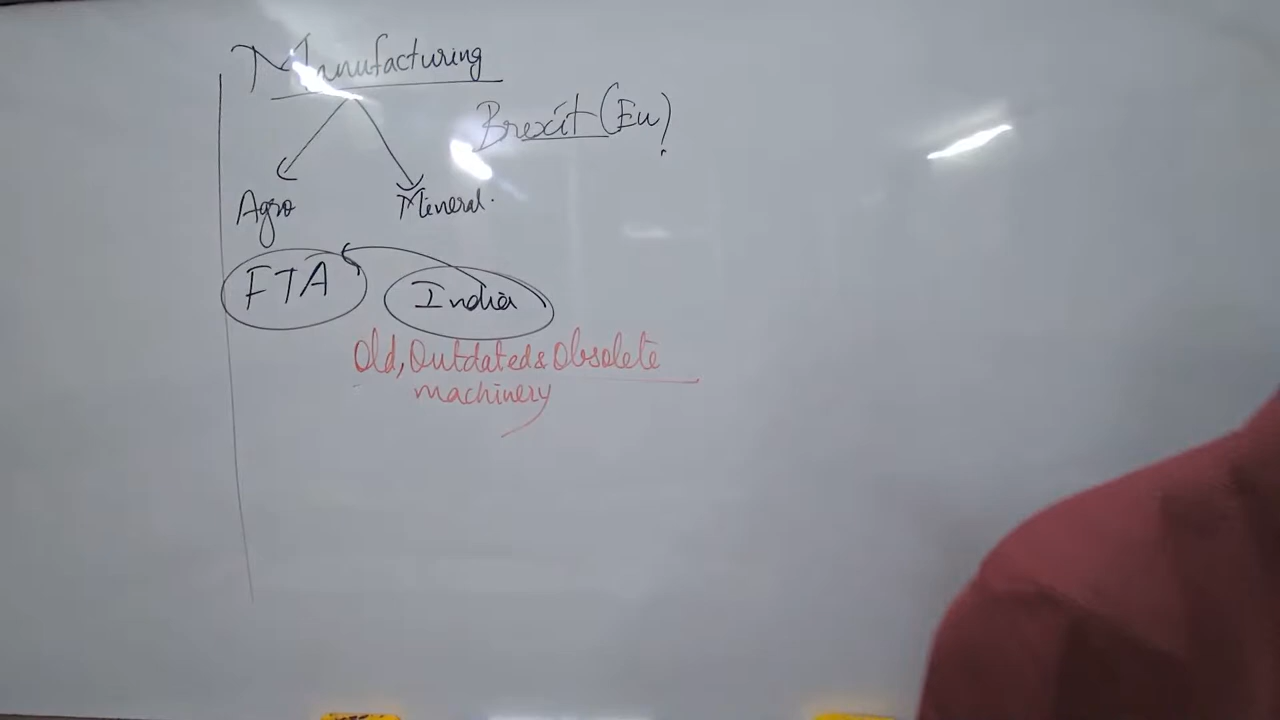 Manufacturing
Brexit (Eu)
Agro
Mineral.
FTA
India
Old, Outdated & Obsolete
machinery